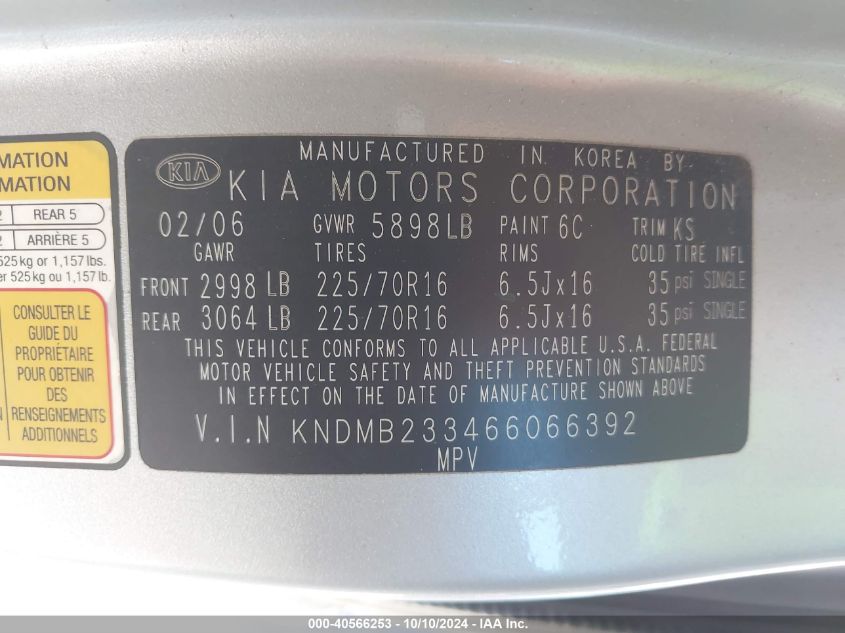 MATION
MATION
2 REAR 5
2 ARRIÈRE 5
525 kg or 1,157 lbs.
er 525 kg ou 1,157 lb.
CONSULTER LE
GUIDE DU
PROPRIÉTAIRE
POUR OBTENIR
DES
RENSEIGNEMENTS
ADDITIONNELS
KIA
MANUFACTURED IN KOREA BY
KIA MOTORS CORPORATION
02/06 GVWR 5898LB PAINT 6C TRIM KS
GAWR TIRES RIMS COLD TIRE INFL
FRONT 2998 LB 225/70R16 6.5Jx16 35 psi SINGLE
REAR 3064 LB 225/70R16 6.5Jx16 35 psi SINGLE
THIS VEHICLE CONFORMS TO ALL APPLICABLE U.S.A. FEDERAL
MOTOR VEHICLE SAFETY AND THEFT PREVENTION STANDARDS
IN EFFECT ON THE DATE OF MANUFACTURE SHOWN ABOVE
V.I.N KNDMB233466066392
MPV
000-40566253 - 10/10/2024 - IAA Inc.